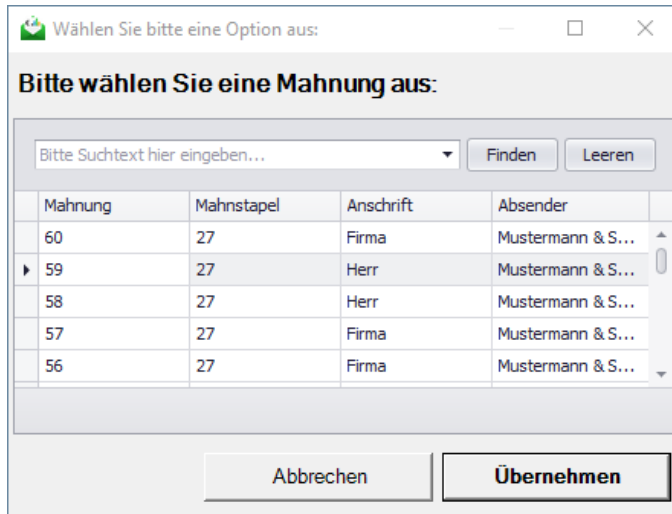 Wählen Sie bitte eine Option aus:
Bitte wählen Sie eine Mahnung aus:
Bitte Suchtext hier eingeben... Finden Leeren
Mahnung Mahnstapel Anschrift Absender
60 27 Firma Mustermann & S...
59 27 Herr Mustermann & S...
58 27 Herr Mustermann & S...
57 27 Firma Mustermann & S...
56 27 Firma Mustermann & S...
Abbrechen Übernehmen